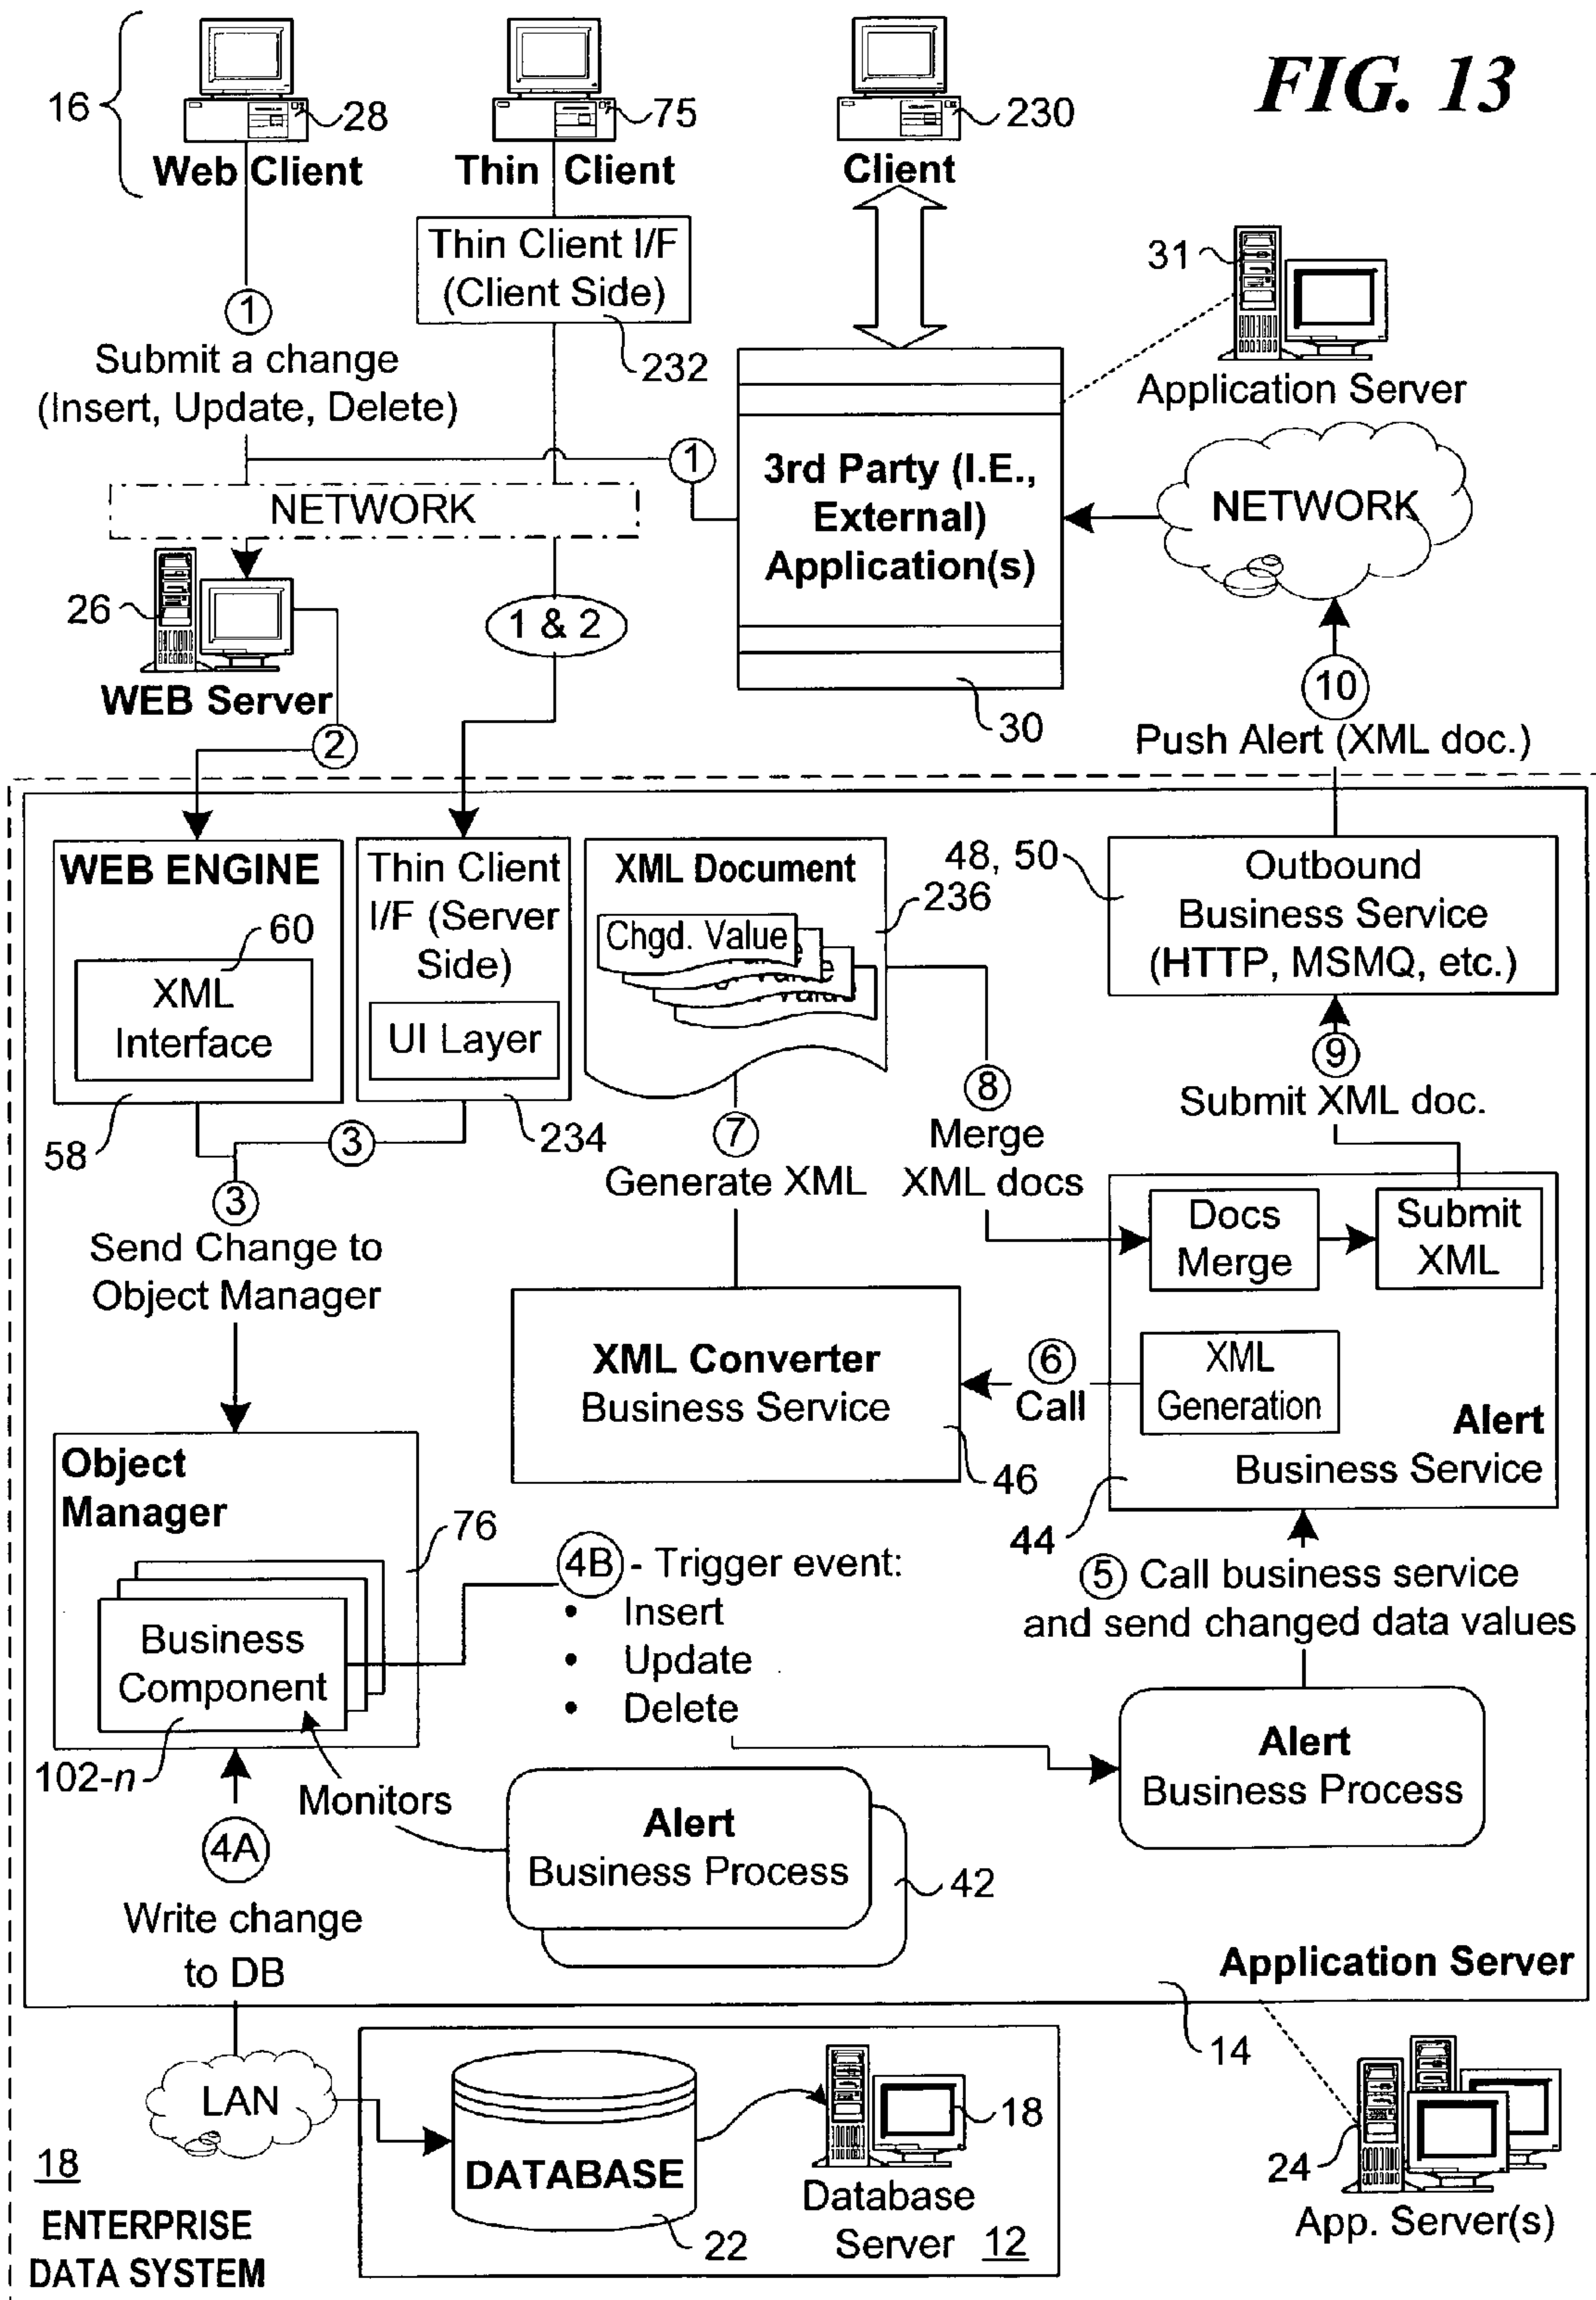 FIG. 13
16
28
Web Client
75
Thin Client
230
Client
Thin Client I/F
(Client Side)
232
1
Submit a change
(Insert, Update, Delete)
31
Application Server
1
3rd Party (I.E.,
External)
Application(s)
30
NETWORK
NETWORK
26
WEB Server
1 & 2
2
10
Push Alert (XML doc.)
WEB ENGINE
60
XML
Interface
58
Thin Client
I/F (Server
Side)
UI Layer
234
XML Document
Chgd. Value
236
48, 50
Outbound
Business Service
(HTTP, MSMQ, etc.)
9
Submit XML doc.
3
3
Send Change to
Object Manager
7
Generate XML
8
Merge
XML docs
Docs
Merge
Submit
XML
XML Converter
Business Service
46
6
Call
XML
Generation
Alert
Business Service
44
Object
Manager
76
Business
Component
102-n
4B - Trigger event:
• Insert
• Update
• Delete
5 Call business service
and send changed data values
Alert
Business Process
Monitors
Alert
Business Process
42
4A
Write change
to DB
Application Server
14
LAN
DATABASE
22
18
Database
Server 12
24
App. Server(s)
18
ENTERPRISE
DATA SYSTEM